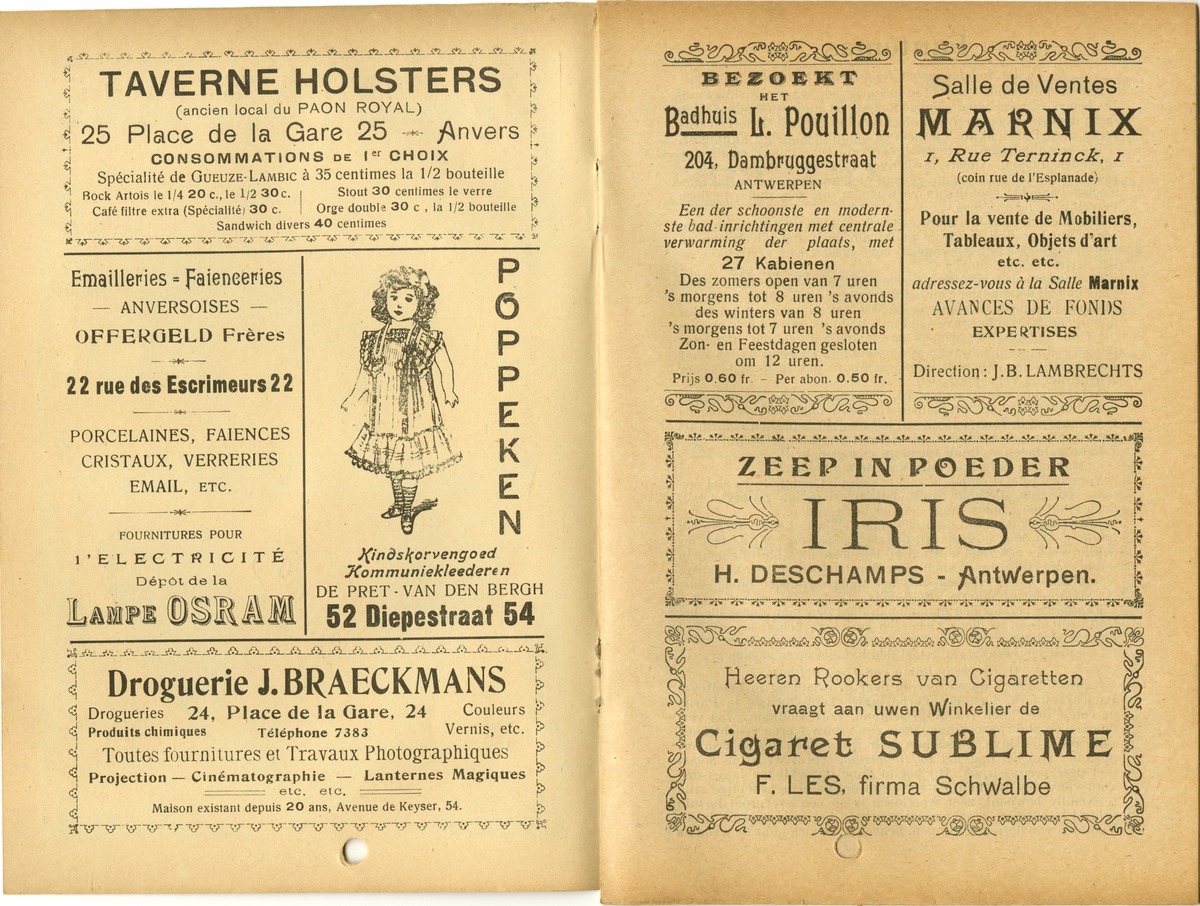 TAVERNE HOLSTERS
(ancien local du PAON ROYAL)
25 Place de la Gare 25 - Anvers
CONSOMMATIONS DE 1er CHOIX
Spécialité de GUEUZE-LAMBIC à 35 centimes la 1/2 bouteille
Bock Artois le 1/4 20 c., le 1/2 30 c.
Café filtre extra (Spécialité) 30 c.
Stout 30 centimes le verre
Orge double 30 c, la 1/2 bouteille
Sandwich divers 40 centimes
Emailleries = Faienceries
— ANVERSOISES —
OFFERGELD Frères
22 rue des Escrimeurs 22
PORCELAINES, FAIENCES
CRISTAUX, VERRERIES
EMAIL, ETC.
FOURNITURES POUR
l'ELECTRICITÉ
Dépôt de la
LAMPE OSRAM
POPPEKEN
Kindskorvengoed
Kommuniekleederen
DE PRET-VAN DEN BERGH
52 Diepestraat 54
Droguerie J. BRAECKMANS
Drogueries 24, Place de la Gare, 24 Couleurs
Produits chimiques Téléphone 7383 Vernis, etc.
Toutes fournitures et Travaux Photographiques
Projection — Cinématographie — Lanternes Magiques
etc. etc.
Maison existant depuis 20 ans, Avenue de Keyser, 54.
BEZOEKT
HET
Badhuis L. Pouillon
204, Dambruggestraat
ANTWERPEN
Een der schoonste en modern-
ste bad inrichtingen met centrale
verwarming der plaats, met
27 Kabienen
Des zomers open van 7 uren
's morgens tot 8 uren 's avonds
des winters van 8 uren
's morgens tot 7 uren 's avonds
Zon- en Feestdagen gesloten
om 12 uren.
Prijs 0.60 fr. - Per abon. 0.50 fr.
Salle de Ventes
MARNIX
1, Rue Terninck, 1
(coin rue de l'Esplanade)
Pour la vente de Mobiliers,
Tableaux, Objets d'art
etc. etc.
adressez-vous à la Salle Marnix
AVANCES DE FONDS
EXPERTISES
Direction : J. B. LAMBRECHTS
ZEEP IN POEDER
IRIS
H. DESCHAMPS - Antwerpen.
Heeren Rookers van Cigaretten
vraagt aan uwen Winkelier de
Cigaret SUBLIME
F. LES, firma Schwalbe